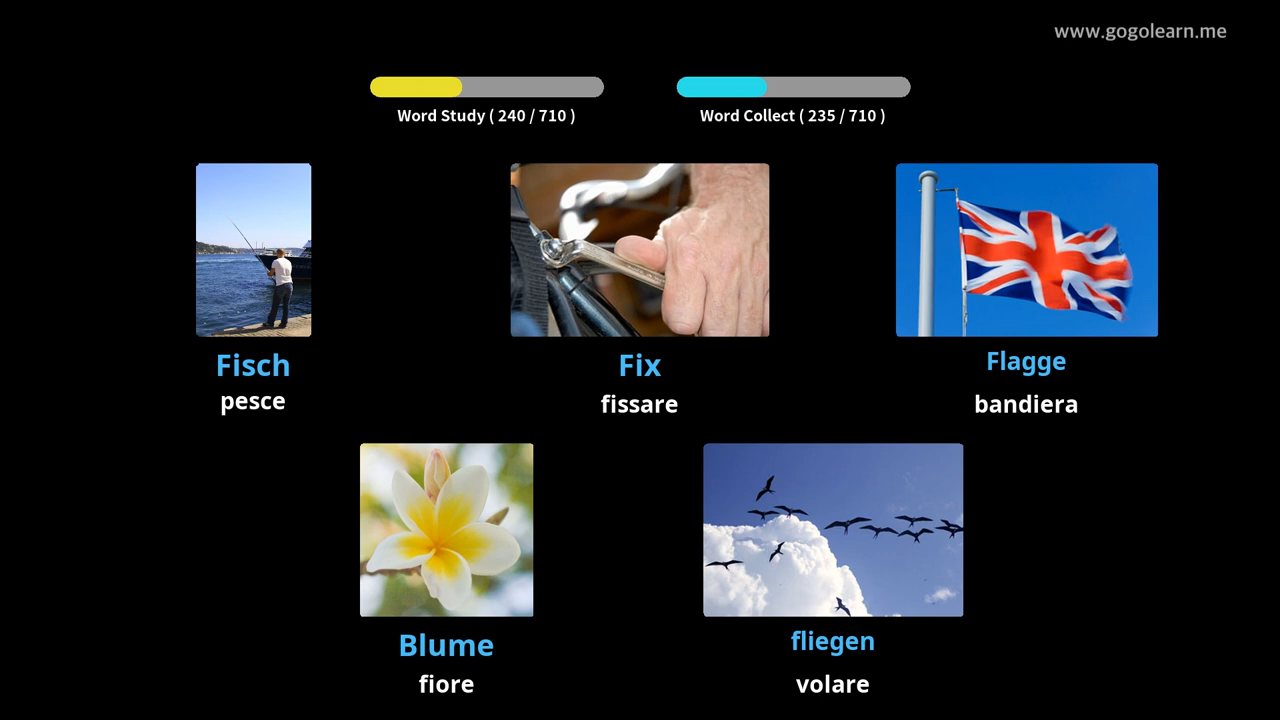 www.gogolearn.me
Word Study ( 240 / 710 )
Word Collect ( 235 / 710 )
Fisch
pesce
Fix
fissare
Flagge
bandiera
Blume
fiore
fliegen
volare